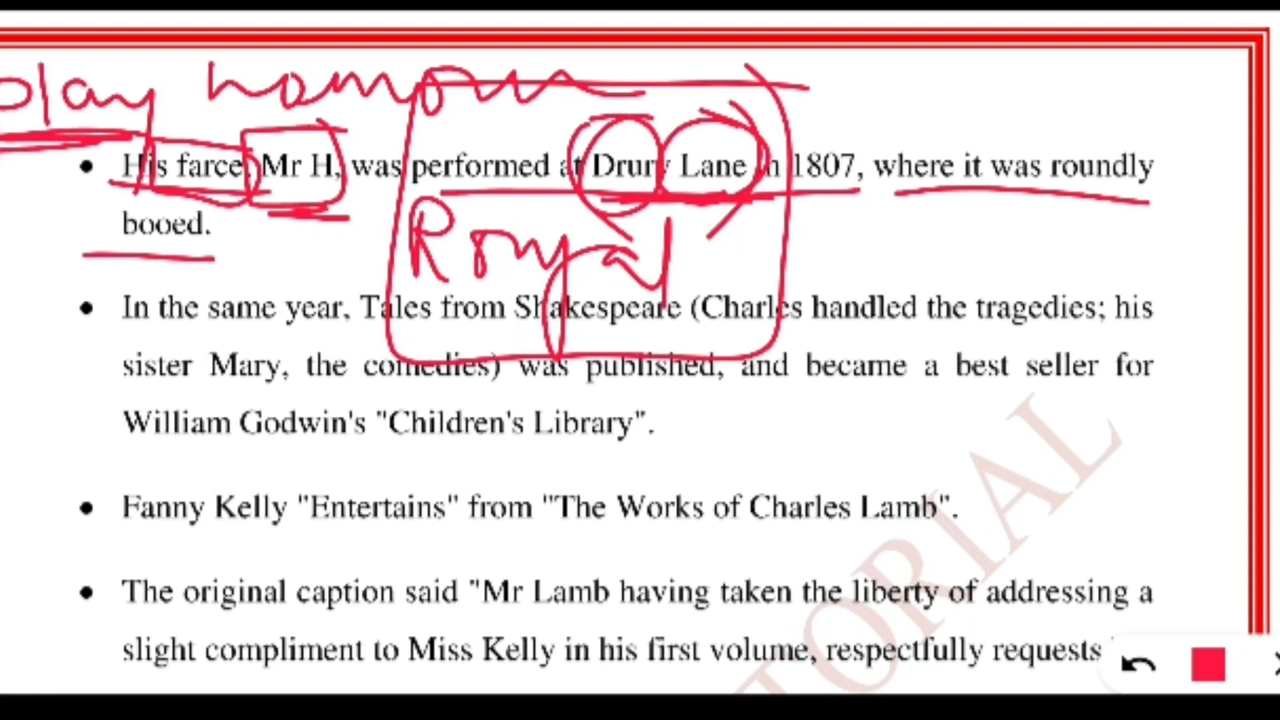 play
• His farce, Mr H, was performed at Drury Lane in 1807, where it was roundly
booed.
Royal
• In the same year, Tales from Shakespeare (Charles handled the tragedies; his
sister Mary, the comedies) was published, and became a best seller for
William Godwin's "Children's Library".
• Fanny Kelly "Entertains" from "The Works of Charles Lamb".
• The original caption said "Mr Lamb having taken the liberty of addressing a
slight compliment to Miss Kelly in his first volume, respectfully requests
TORIAL